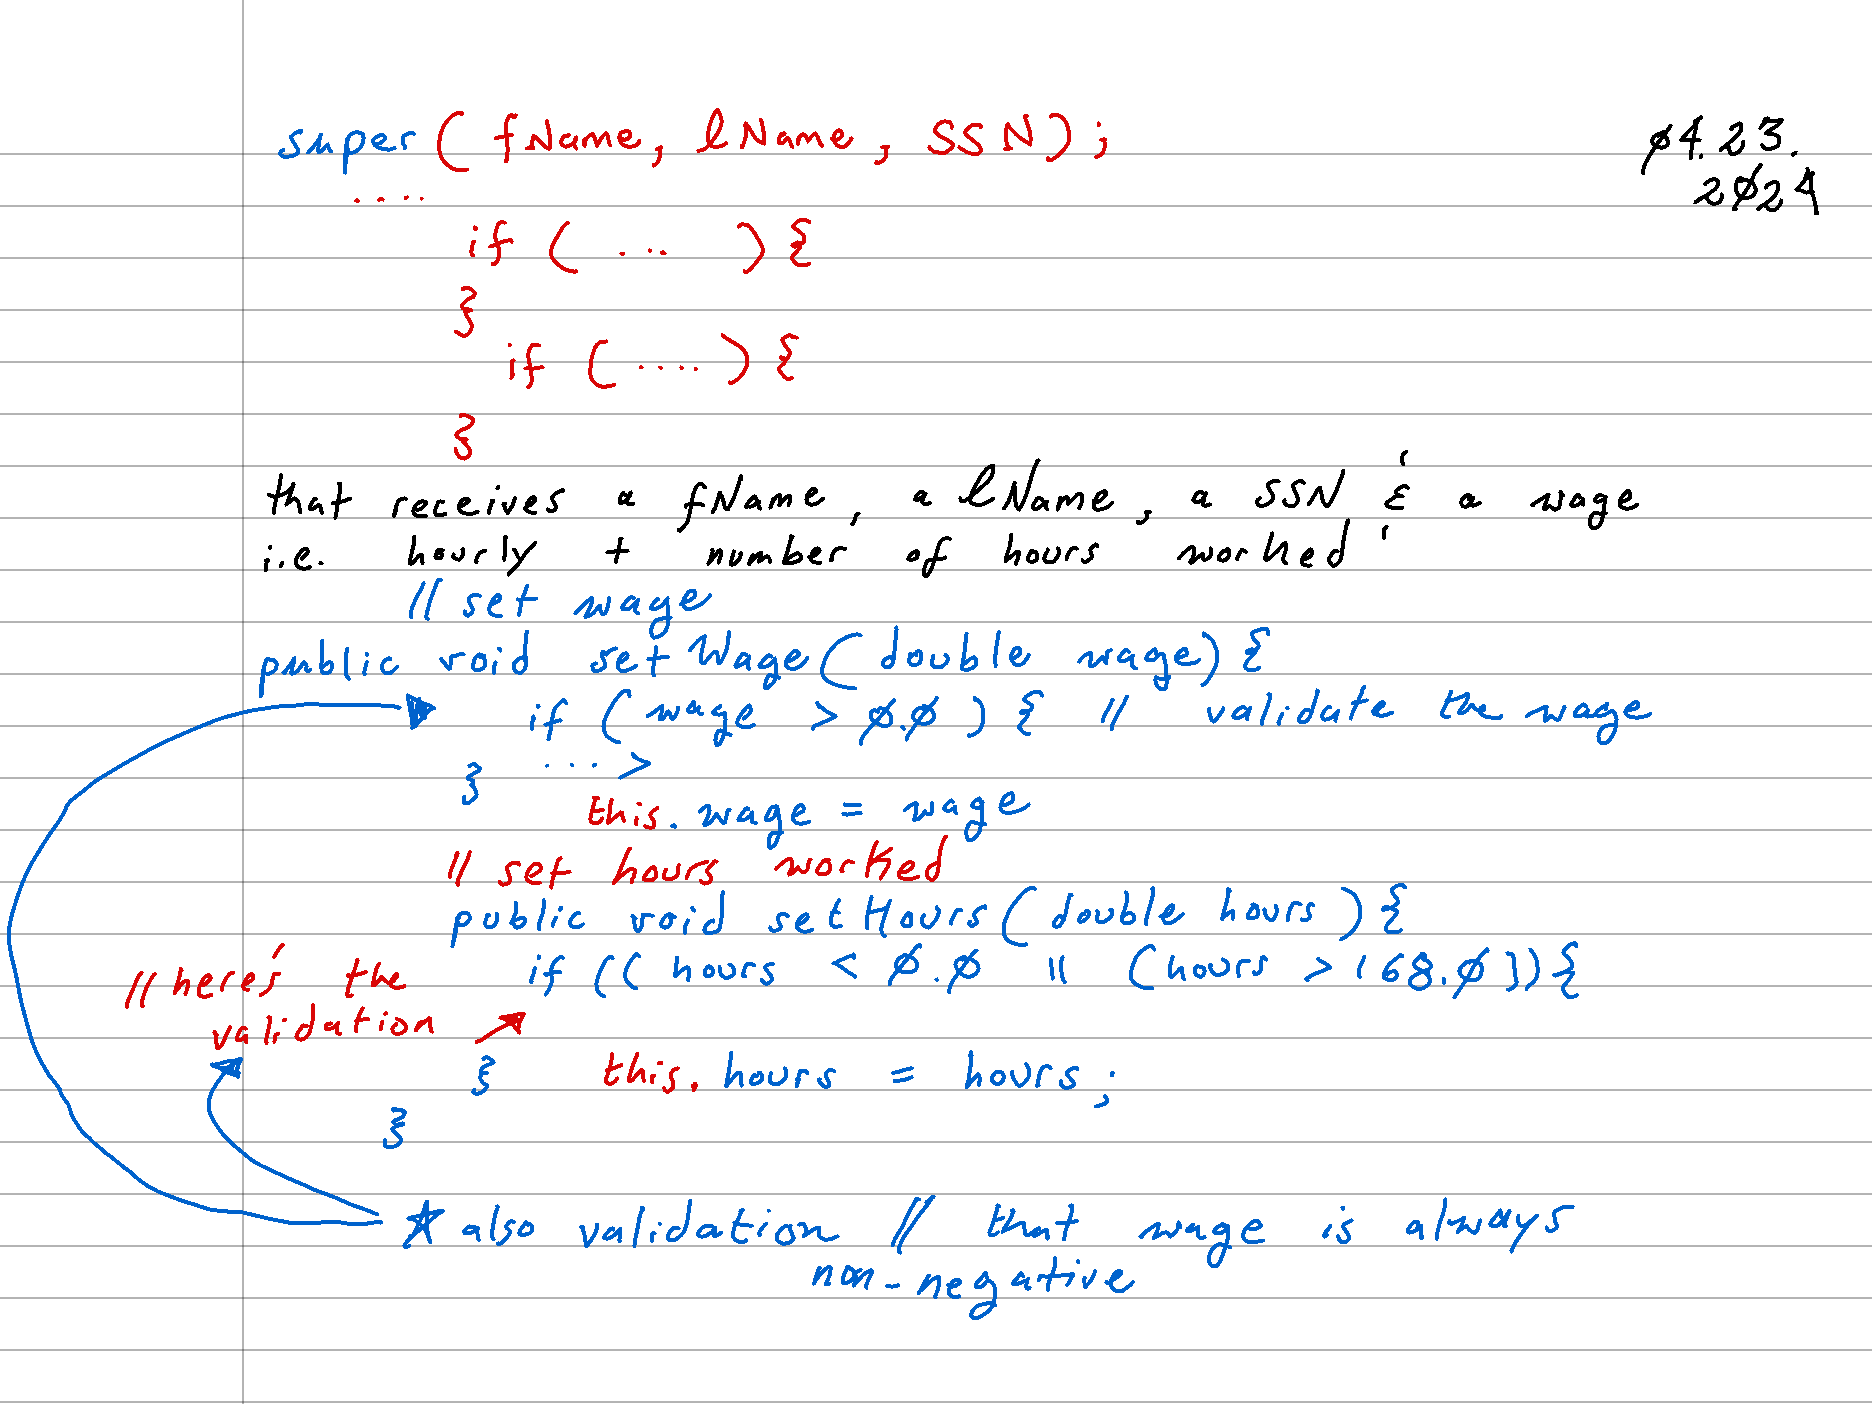 super ( fName, lName, SSN ) ;
04.23.
2024
....
if ( ... ) {
}
if ( .... ) {
}
that receives a fName, a lName, a SSN & a wage
i.e. hourly + number of hours worked
// set wage
public void setWage ( double wage ) {
if ( wage > 0.0 ) { // validate the wage
... >
}
this. wage = wage
// set hours worked
public void setHours ( double hours ) {
if (( hours < 0.0 || (hours > 168.0 )) {
// here's the
validation
} this. hours = hours ;
}
★ also validation // that wage is always
non-negative